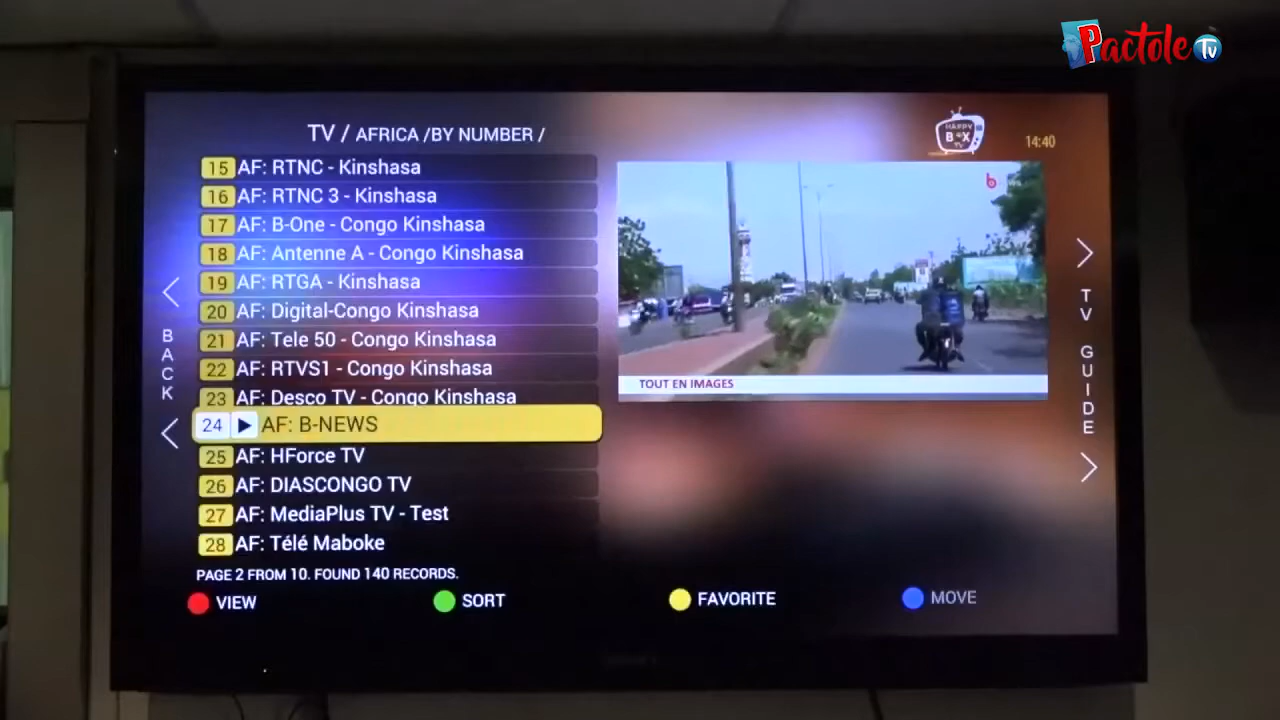 Pactole Tv
TV / AFRICA /BY NUMBER /
HAPPY
BOX
TV
14:40
15 AF: RTNC - Kinshasa
16 AF: RTNC 3 - Kinshasa
17 AF: B-One - Congo Kinshasa
18 AF: Antenne A - Congo Kinshasa
19 AF: RTGA - Kinshasa
20 AF: Digital-Congo Kinshasa
21 AF: Tele 50 - Congo Kinshasa
22 AF: RTVS1 - Congo Kinshasa
23 AF: Desco TV - Congo Kinshasa
24 AF: B-NEWS
25 AF: HForce TV
26 AF: DIASCONGO TV
27 AF: MediaPlus TV - Test
28 AF: Télé Maboke
BACK
b
TOUT EN IMAGES
TV GUIDE
PAGE 2 FROM 10. FOUND 140 RECORDS.
VIEW SORT FAVORITE MOVE